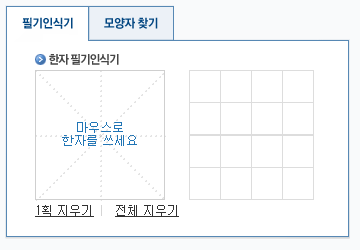 필기인식기 모양자 찾기
한자 필기인식기
마우스로
한자를 쓰세요
1획 지우기 | 전체 지우기